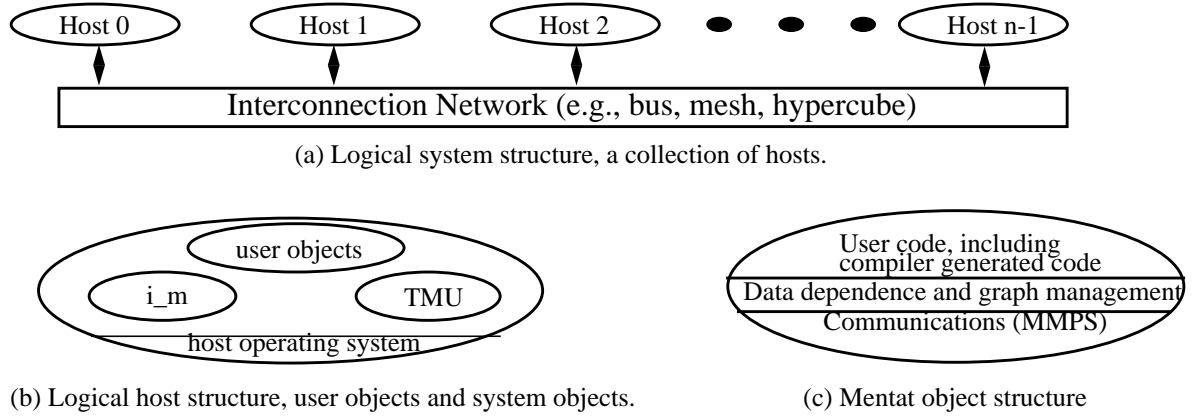 Host 0
Host 1
Host 2
Host n-1
Interconnection Network (e.g., bus, mesh, hypercube)
(a) Logical system structure, a collection of hosts.
user objects
i_m
TMU
host operating system
(b) Logical host structure, user objects and system objects.
User code, including
compiler generated code
Data dependence and graph management
Communications (MMPS)
(c) Mentat object structure